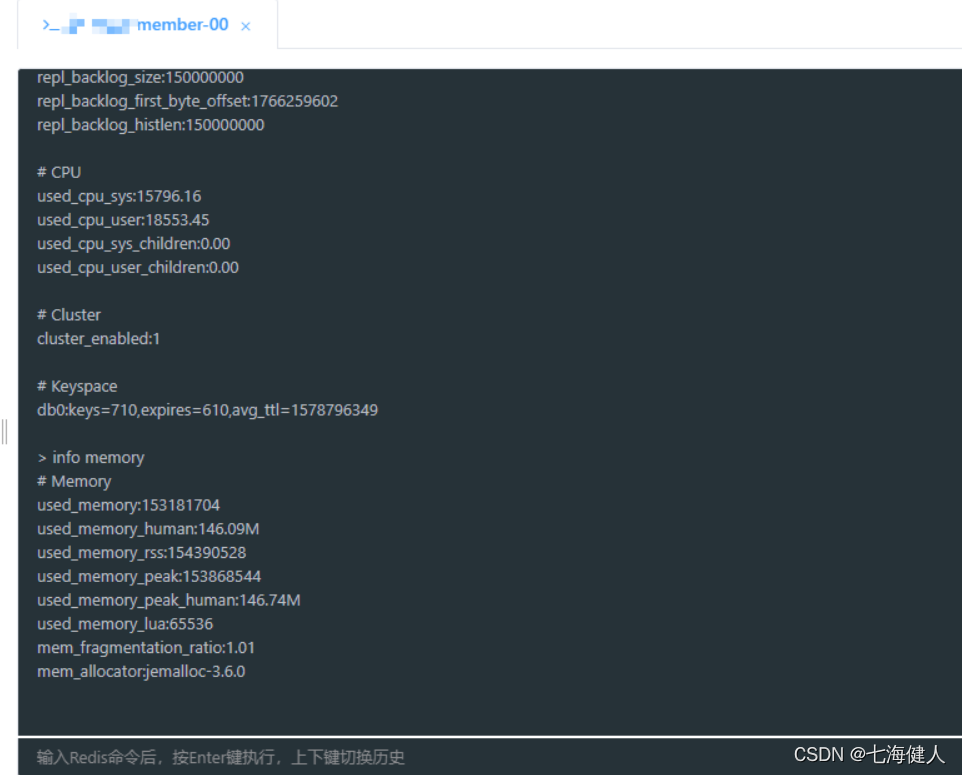 >_ member-00 ×
repl_backlog_size:150000000
repl_backlog_first_byte_offset:1766259602
repl_backlog_histlen:150000000
# CPU
used_cpu_sys:15796.16
used_cpu_user:18553.45
used_cpu_sys_children:0.00
used_cpu_user_children:0.00
# Cluster
cluster_enabled:1
# Keyspace
db0:keys=710,expires=610,avg_ttl=1578796349
> info memory
# Memory
used_memory:153181704
used_memory_human:146.09M
used_memory_rss:154390528
used_memory_peak:153868544
used_memory_peak_human:146.74M
used_memory_lua:65536
mem_fragmentation_ratio:1.01
mem_allocator:jemalloc-3.6.0
输入Redis命令后，按Enter键执行，上下键切换历史
CSDN @七海健人